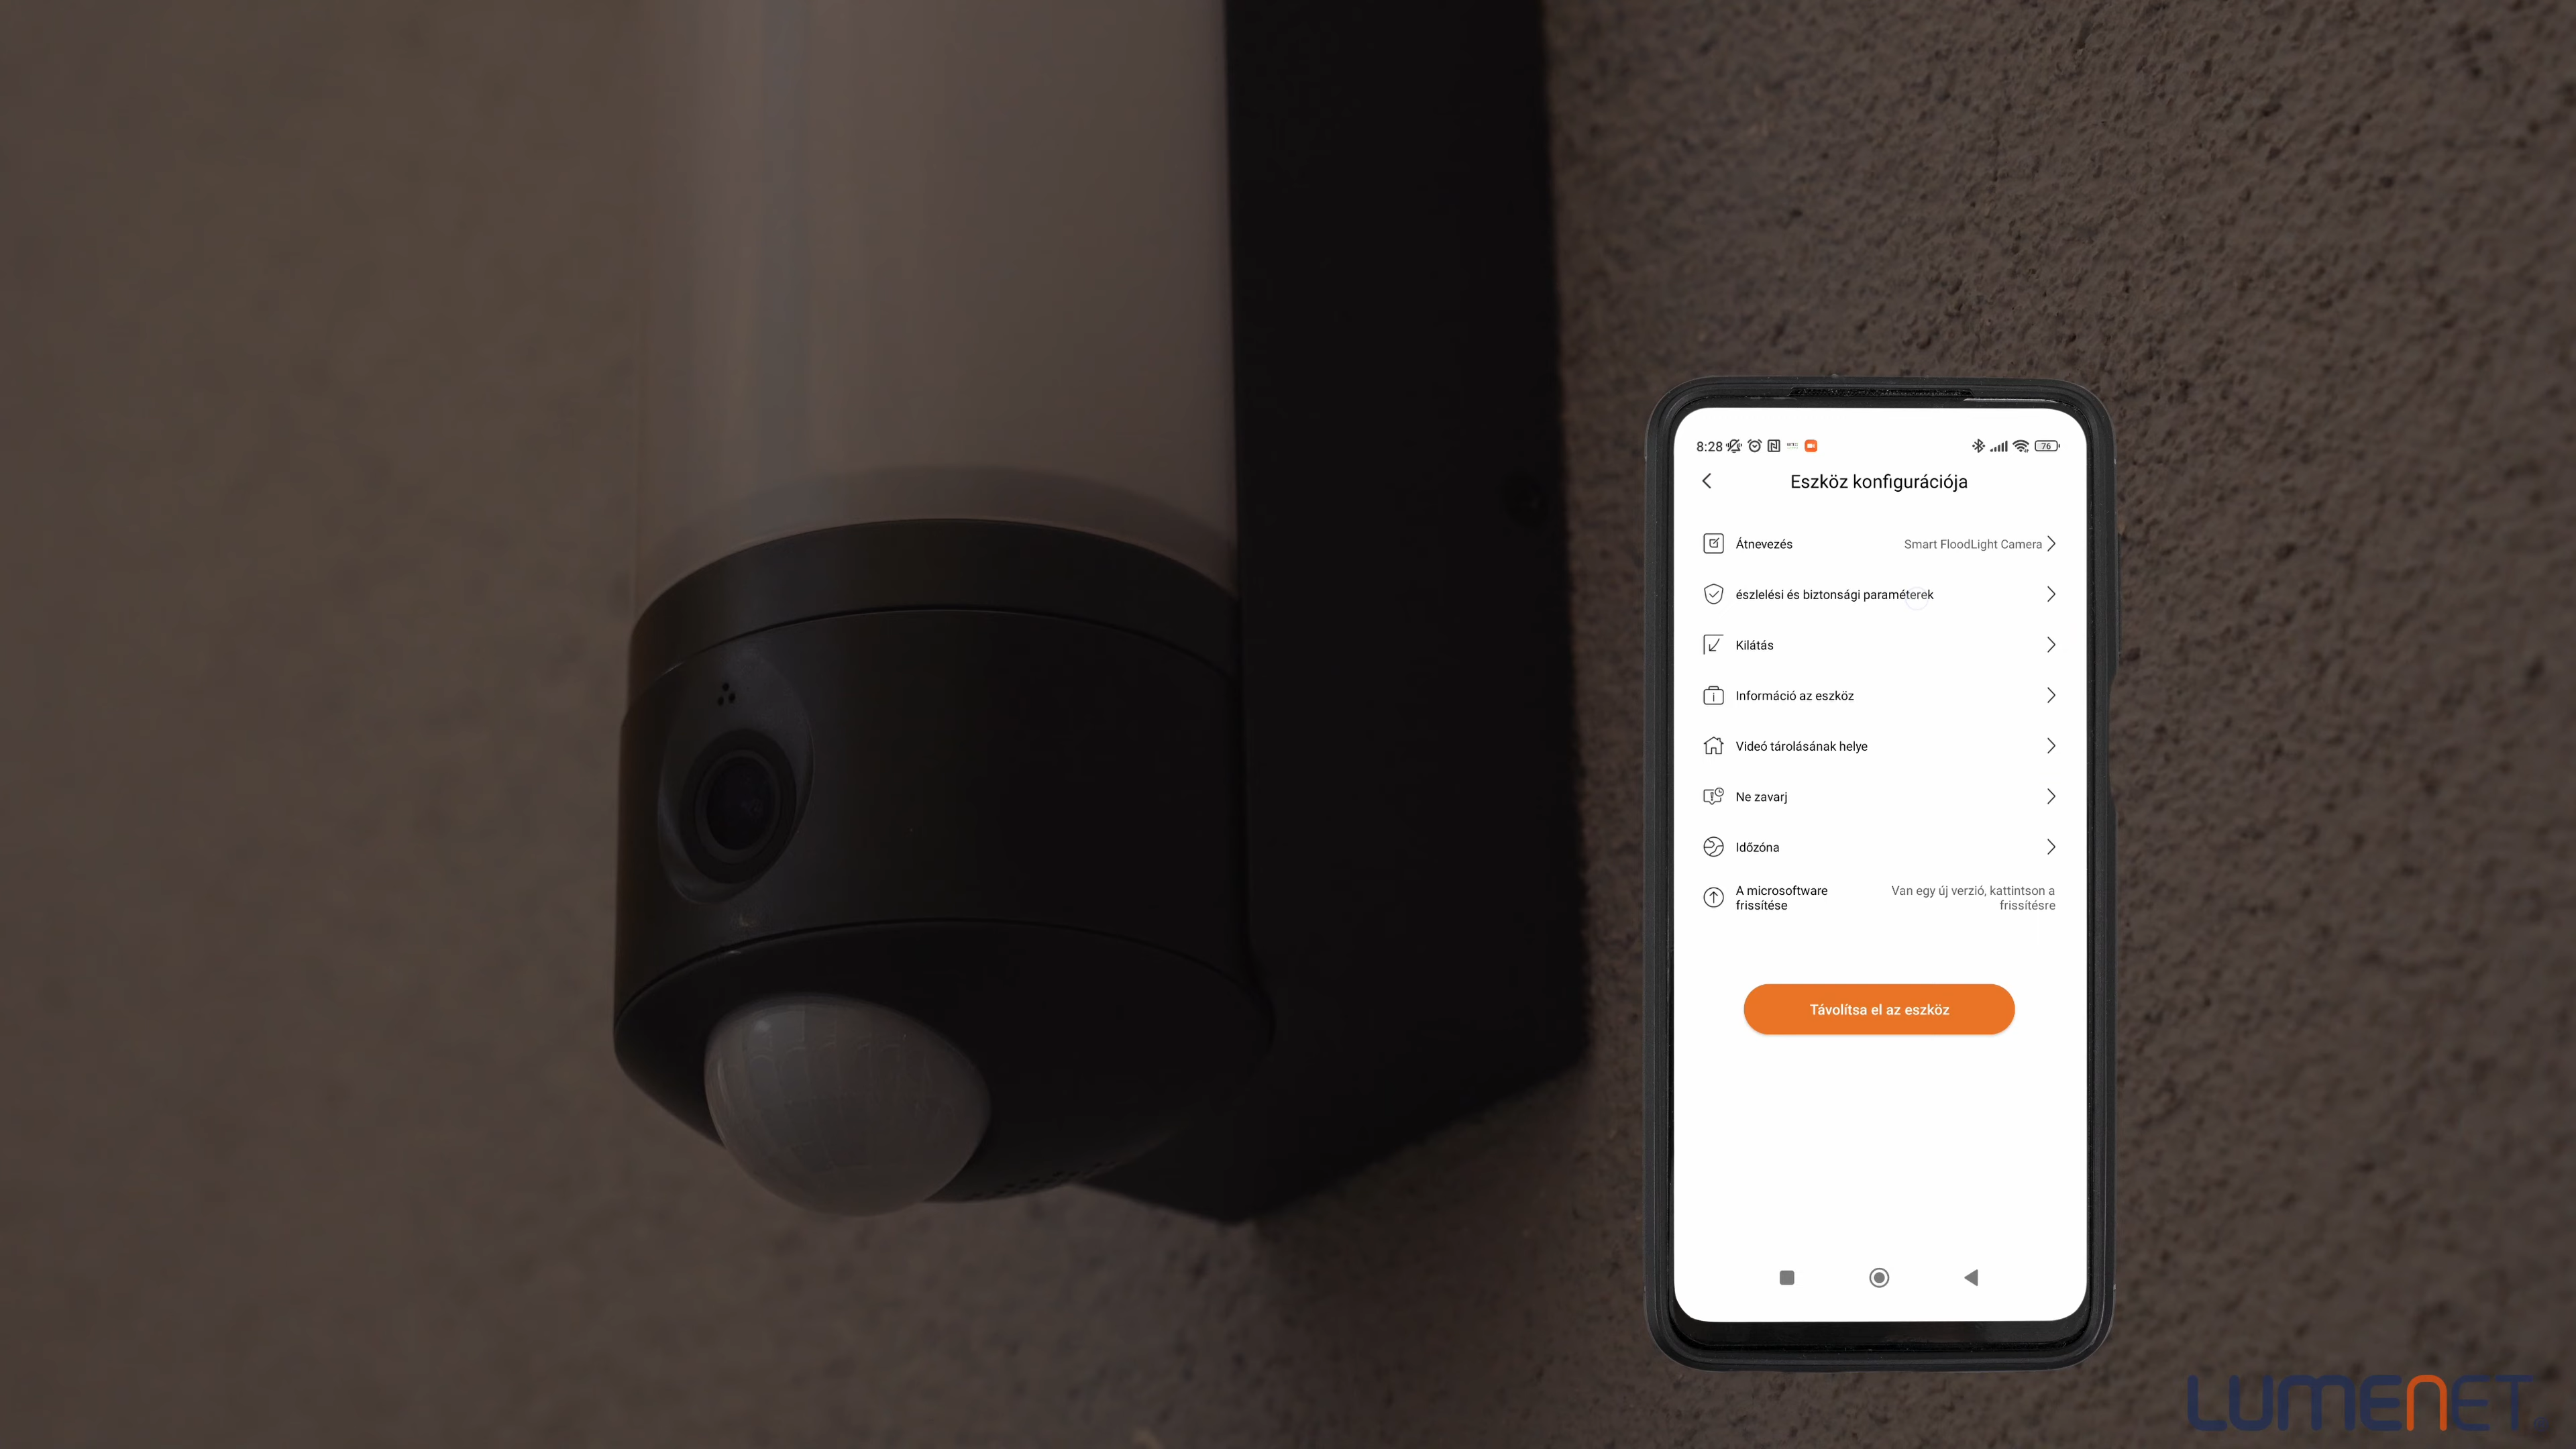 8:28
76
Eszköz konfigurációja
Átnevezés Smart FloodLight Camera
észlelési és biztonsági paraméterek
Kilátás
Információ az eszköz
Videó tárolásának helye
Ne zavarj
Időzóna
A microsoftware Van egy új verzió, kattintson a
frissítése frissítésre
Távolítsa el az eszköz
LUMENET